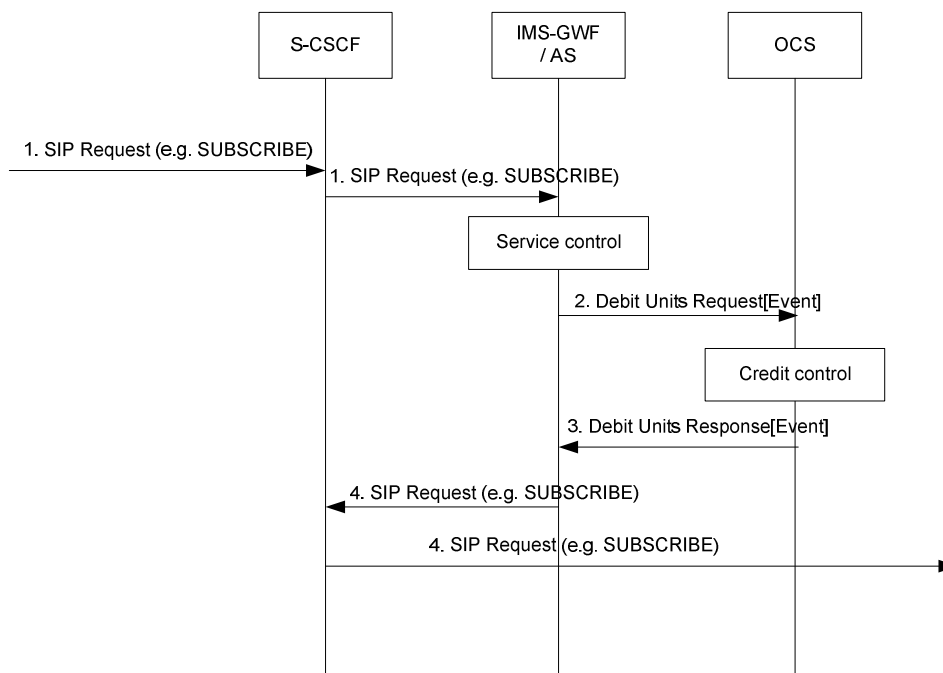 S-CSCF
IMS-GWF
/ AS
OCS
1. SIP Request (e.g. SUBSCRIBE)
1. SIP Request (e.g. SUBSCRIBE)
Service control
2. Debit Units Request[Event]
Credit control
3. Debit Units Response[Event]
4. SIP Request (e.g. SUBSCRIBE)
4. SIP Request (e.g. SUBSCRIBE)